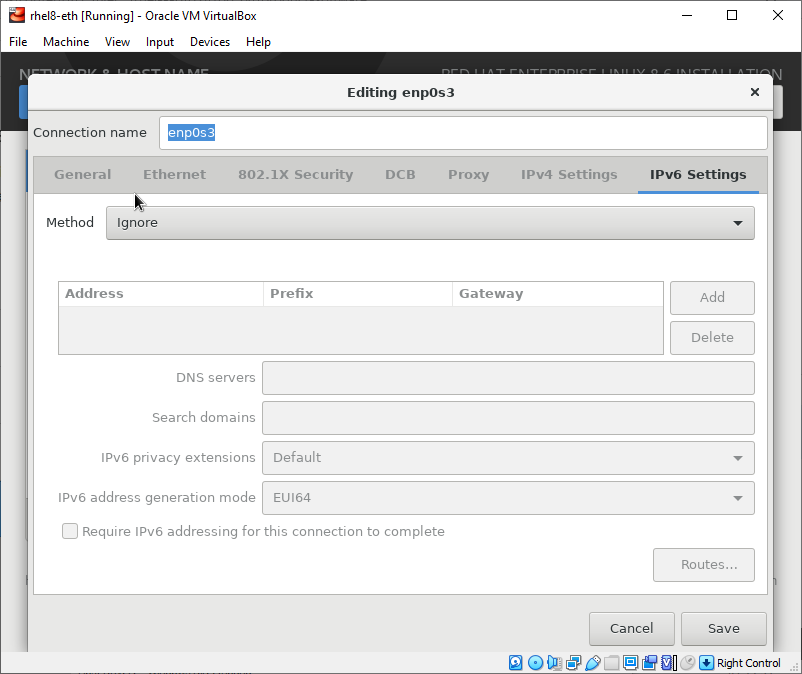 rhel8-eth [Running] - Oracle VM VirtualBox
File Machine View Input Devices Help
NETWORK & HOST NAME RED HAT ENTERPRISE LINUX 8.6 INSTALLATION
Editing enp0s3
Connection name enp0s3
General Ethernet 802.1X Security DCB Proxy IPv4 Settings IPv6 Settings
Method Ignore
Address Prefix Gateway
Add
Delete
DNS servers
Search domains
IPv6 privacy extensions Default
IPv6 address generation mode EUI64
Require IPv6 addressing for this connection to complete
Routes...
Cancel Save
Right Control